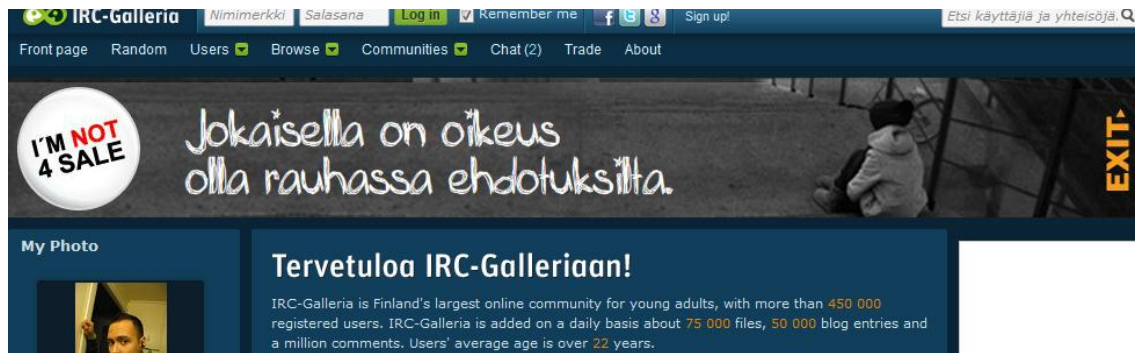 IRC-Galleria Nimimerkki Salasana Log in Remember me f 8 Sign up! Etsi käyttäjiä ja yhteisöjä.
Front page Random Users Browse Communities Chat (2) Trade About
I´M NOT
4 SALE
Jokaisella on oikeus
olla rauhassa ehdotuksilta.
EXIT
My Photo
Tervetuloa IRC-Galleriaan!
IRC-Galleria is Finland's largest online community for young adults, with more than 450 000
registered users. IRC-Galleria is added on a daily basis about 75 000 files, 50 000 blog entries and
a million comments. Users' average age is over 22 years.